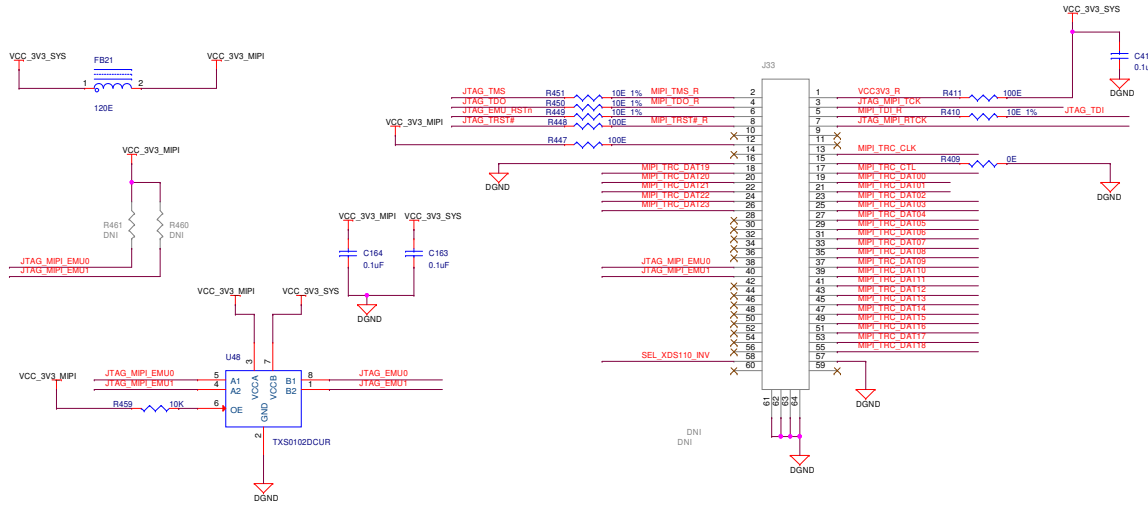 VCC_3V3_SYS
FB21
VCC_3V3_MIPI
1
2
120E
VCC_3V3_MIPI
R461
DNI
R460
DNI
JTAG_MIPI_EMU0
JTAG_MIPI_EMU1
VCC_3V3_MIPI
VCC_3V3_SYS
C164
0.1uF
C163
0.1uF
DGND
VCC_3V3_MIPI
VCC_3V3_SYS
U48
3
7
VCC_3V3_MIPI
JTAG_MIPI_EMU0
JTAG_MIPI_EMU1
5
4
A1
A2
VCCA
VCCB
B1
B2
8
1
JTAG_EMU0
JTAG_EMU1
R459
10K
6
OE
GND
2
TXS0102DCUR
DGND
VCC_3V3_SYS
C41
0.1u
DGND
J33
JTAG_TMS R451 10E 1% MIPI_TMS_R 2
JTAG_TDO R450 10E 1% MIPI_TDO_R 4
JTAG_EMU_RSTn R449 10E 1% 6
JTAG_TRST# R448 100E MIPI_TRST#_R 8
VCC_3V3_MIPI
10
R447 100E 12
14
16
DGND
MIPI_TRC_DAT19 18
MIPI_TRC_DAT20 20
MIPI_TRC_DAT21 22
MIPI_TRC_DAT22 24
MIPI_TRC_DAT23 26
28
30
32
34
36
JTAG_MIPI_EMU0 38
JTAG_MIPI_EMU1 40
42
44
46
48
50
52
54
56
SEL_XDS110_INV 58
60
1 VCC3V3_R R411 100E
3 JTAG_MIPI_TCK
5 MIPI_TDI_R R410 10E 1% JTAG_TDI
7 JTAG_MIPI_RTCK
9
11
13 MIPI_TRC_CLK
15 R409 0E
DGND
17 MIPI_TRC_CTL
19 MIPI_TRC_DAT00
21 MIPI_TRC_DAT01
23 MIPI_TRC_DAT02
25 MIPI_TRC_DAT03
27 MIPI_TRC_DAT04
29 MIPI_TRC_DAT05
31 MIPI_TRC_DAT06
33 MIPI_TRC_DAT07
35 MIPI_TRC_DAT08
37 MIPI_TRC_DAT09
39 MIPI_TRC_DAT10
41 MIPI_TRC_DAT11
43 MIPI_TRC_DAT12
45 MIPI_TRC_DAT13
47 MIPI_TRC_DAT14
49 MIPI_TRC_DAT15
51 MIPI_TRC_DAT16
53 MIPI_TRC_DAT17
55 MIPI_TRC_DAT18
57
59
DGND
61
62
63
64
DNI
DNI
DGND